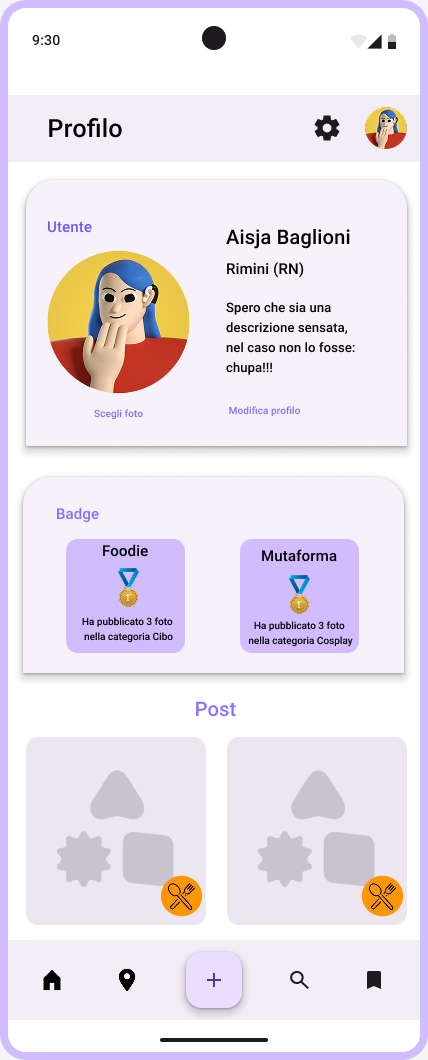 9:30
Profilo
Utente
Aisja Baglioni
Rimini (RN)
Spero che sia una
descrizione sensata,
nel caso non lo fosse:
chupa!!!
Scegli foto
Modifica profilo
Badge
Foodie
Ha pubblicato 3 foto
nella categoria Cibo
Mutaforma
Ha pubblicato 3 foto
nella categoria Cosplay
Post